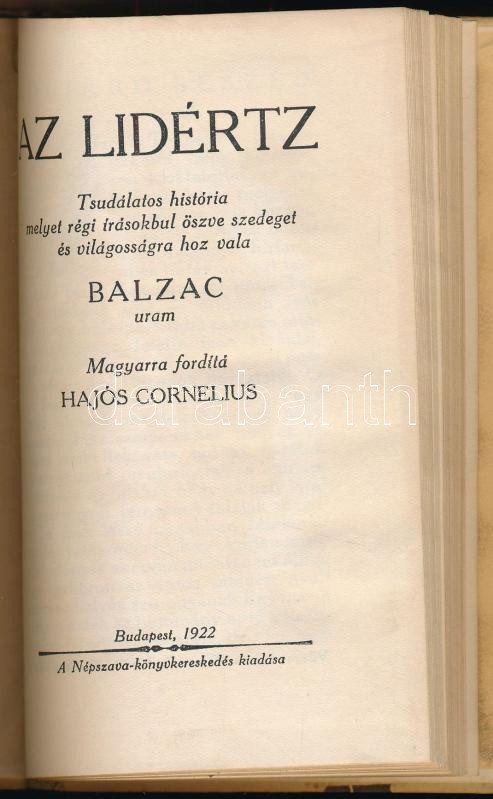 AZ LIDÉRTZ
Tsudálatos história
melyet régi írásokbul öszve szedeget
és világosságra hoz vala
BALZAC
uram
Magyarra fordítá
HAJÓS CORNELIUS
darabanth
Budapest, 1922
A Népszava-könyvkereskedés kiadása